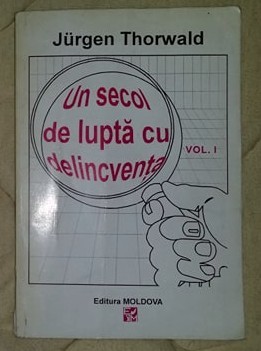 Jürgen Thorwald
Un secol
de luptă cu
delincvența
VOL. I
Editura MOLDOVA